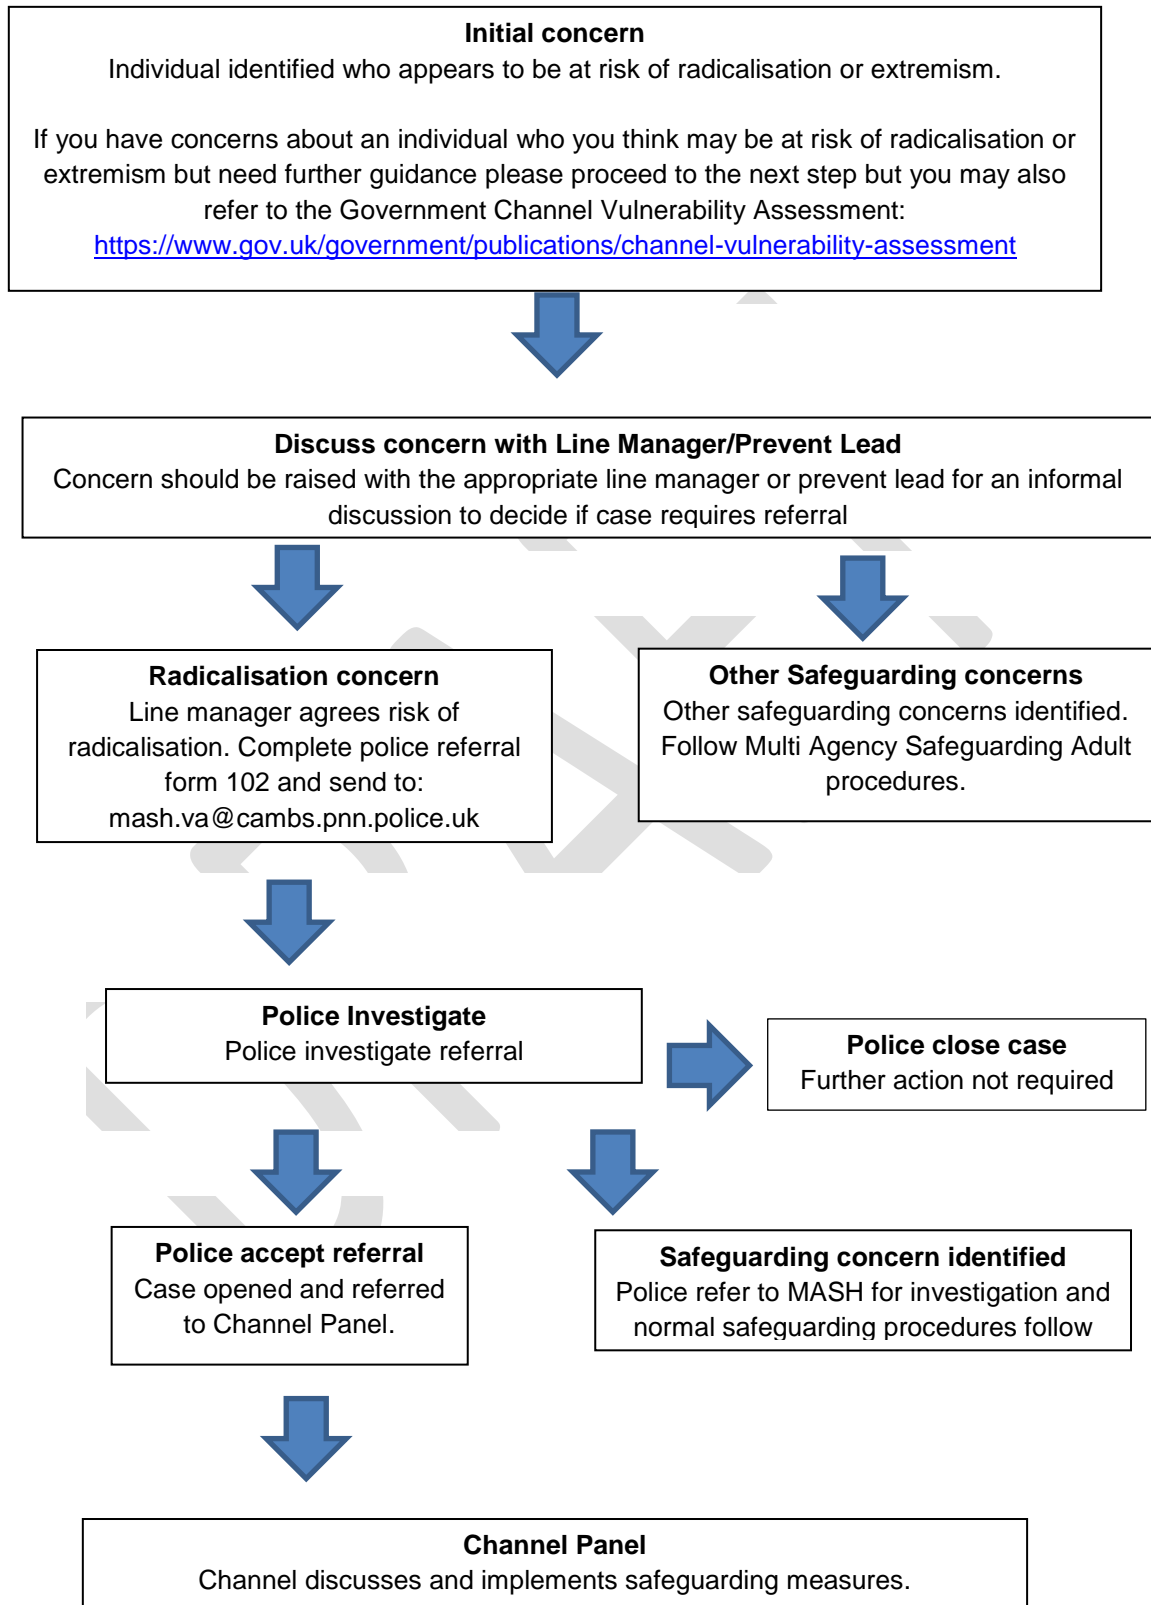 Initial concern
Individual identified who appears to be at risk of radicalisation or extremism.
If you have concerns about an individual who you think may be at risk of radicalisation or
extremism but need further guidance please proceed to the next step but you may also
refer to the Government Channel Vulnerability Assessment:
https://www.gov.uk/government/publications/channel-vulnerability-assessment
Discuss concern with Line Manager/Prevent Lead
Concern should be raised with the appropriate line manager or prevent lead for an informal
discussion to decide if case requires referral
Radicalisation concern
Line manager agrees risk of
radicalisation. Complete police referral
form 102 and send to:
mash.va@cambs.pnn.police.uk
Other Safeguarding concerns
Other safeguarding concerns identified.
Follow Multi Agency Safeguarding Adult
procedures.
Police Investigate
Police investigate referral
Police close case
Further action not required
Police accept referral
Case opened and referred
to Channel Panel.
Safeguarding concern identified
Police refer to MASH for investigation and
normal safeguarding procedures follow
Channel Panel
Channel discusses and implements safeguarding measures.